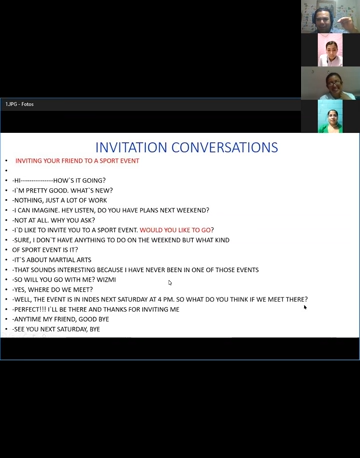 1.JPG - Fotos
INVITATION CONVERSATIONS
INVITING YOUR FRIEND TO A SPORT EVENT
-HI----------------HOW´S IT GOING?
-I´M PRETTY GOOD. WHAT´S NEW?
-NOTHING, JUST A LOT OF WORK
-I CAN IMAGINE. HEY LISTEN, DO YOU HAVE PLANS NEXT WEEKEND?
-NOT AT ALL. WHY YOU ASK?
-I´D LIKE TO INVITE YOU TO A SPORT EVENT. WOULD YOU LIKE TO GO?
-SURE, I DON´T HAVE ANYTHING TO DO ON THE WEEKEND BUT WHAT KIND
OF SPORT EVENT IS IT?
-IT´S ABOUT MARTIAL ARTS
-THAT SOUNDS INTERESTING BECAUSE I HAVE NEVER BEEN IN ONE OF THOSE EVENTS
-SO WILL YOU GO WITH ME? WIZMI
-YES, WHERE DO WE MEET?
-WELL, THE EVENT IS IN INDES NEXT SATURDAY AT 4 PM. SO WHAT DO YOU THINK IF WE MEET THERE?
-PERFECT!!! I´LL BE THERE AND THANKS FOR INVITING ME
-ANYTIME MY FRIEND, GOOD BYE
-SEE YOU NEXT SATURDAY, BYE